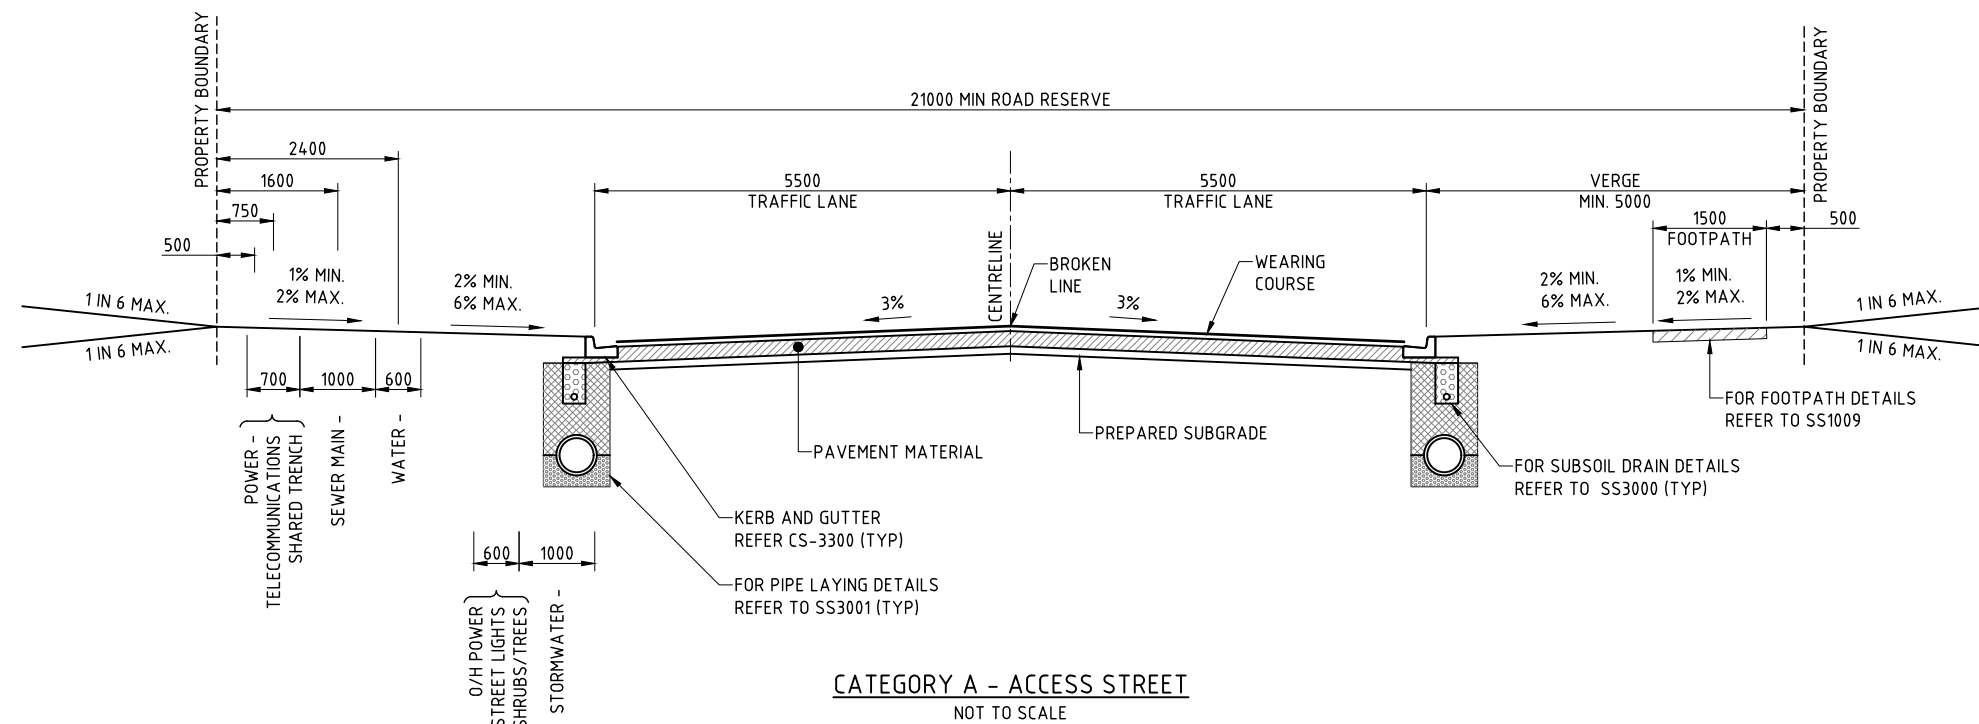 PROPERTY BOUNDARY
21000 MIN ROAD RESERVE
PROPERTY BOUNDARY
2400
1600
750
500
5500
TRAFFIC LANE
5500
TRAFFIC LANE
VERGE
MIN. 5000
1500
FOOTPATH
500
1 IN 6 MAX.
1 IN 6 MAX.
1% MIN.
2% MAX.
2% MIN.
6% MAX.
3%
CENTRELINE
BROKEN
LINE
3%
WEARING
COURSE
2% MIN.
6% MAX.
1% MIN.
2% MAX.
1 IN 6 MAX.
1 IN 6 MAX.
700
1000
600
POWER -
TELECOMMUNICATIONS
SHARED TRENCH
SEWER MAIN -
WATER -
PAVEMENT MATERIAL
PREPARED SUBGRADE
FOR FOOTPATH DETAILS
REFER TO SS1009
FOR SUBSOIL DRAIN DETAILS
REFER TO SS3000 (TYP)
KERB AND GUTTER
REFER CS-3300 (TYP)
FOR PIPE LAYING DETAILS
REFER TO SS3001 (TYP)
600
1000
O/H POWER
STREET LIGHTS
SHRUBS/TREES
STORMWATER -
CATEGORY A - ACCESS STREET
NOT TO SCALE